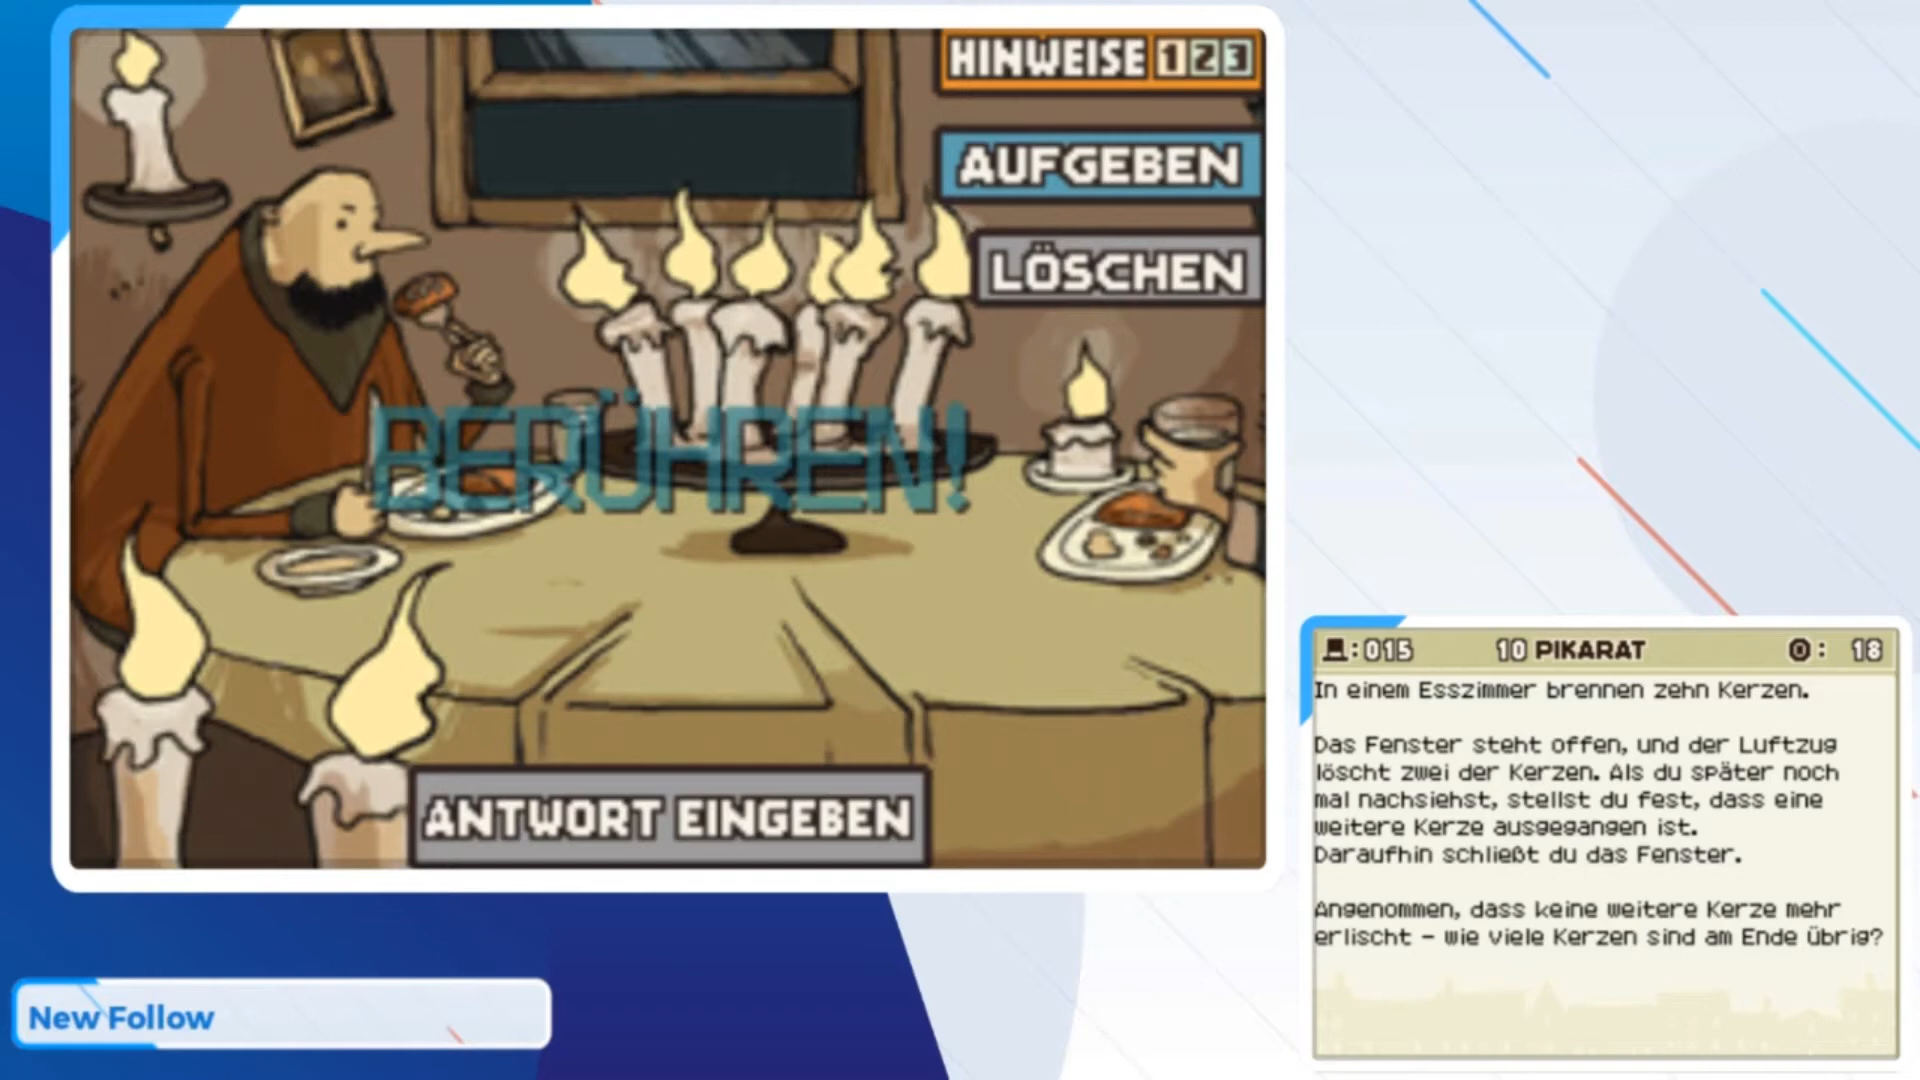 HINWEISE 123
AUFGEBEN
LÖSCHEN
BERÜHREN!
ANTWORT EINGEBEN
New Follow
:015 10 PIKARAT : 18
In einem Esszimmer brennen zehn Kerzen.
Das Fenster steht offen, und der Luftzug
löscht zwei der Kerzen. Als du später noch
mal nachsiehst, stellst du fest, dass eine
weitere Kerze ausgegangen ist.
Daraufhin schließt du das Fenster.
Angenommen, dass keine weitere Kerze mehr
erlischt – wie viele Kerzen sind am Ende übrig?